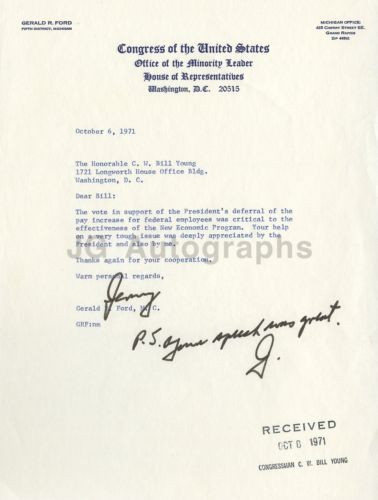 GERALD R. FORD
FIFTH DISTRICT, MICHIGAN
MICHIGAN OFFICE:
425 CHERRY STREET SE.
GRAND RAPIDS
ZIP 49502
Congress of the United States
Office of the Minority Leader
House of Representatives
Washington, D.C. 20515
October 6, 1971
The Honorable C. W. Bill Young
1721 Longworth House Office Bldg.
Washington, D. C.
Dear Bill:
The vote in support of the President's deferral of the
pay increase for federal employees was critical to the
effectiveness of the New Economic Program. Your help
on a very tough issue was deeply appreciated by the
President and also by me.
JG Autographs
Thanks again for your cooperation.
Warm personal regards,
Jerry
Gerald R. Ford, M. C.
GRF:nm
P.S. Your speech was great.
J.
RECEIVED
OCT 8 1971
CONGRESSMAN C. W. BILL YOUNG